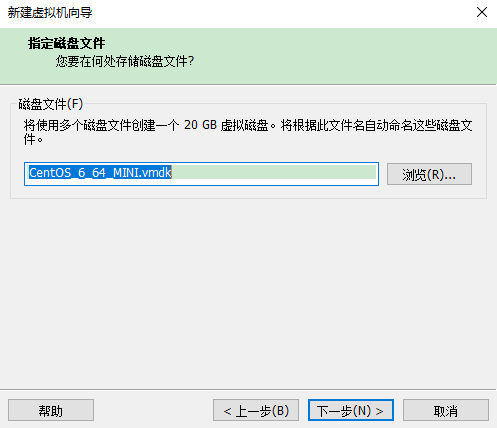 新建虚拟机向导
指定磁盘文件
您要在何处存储磁盘文件?
磁盘文件(F)
将使用多个磁盘文件创建一个 20 GB 虚拟磁盘。将根据此文件名自动命名这些磁盘文
件。
CentOS_6_64_MINI.vmdk
浏览(R)...
帮助
< 上一步(B)
下一步(N) >
取消